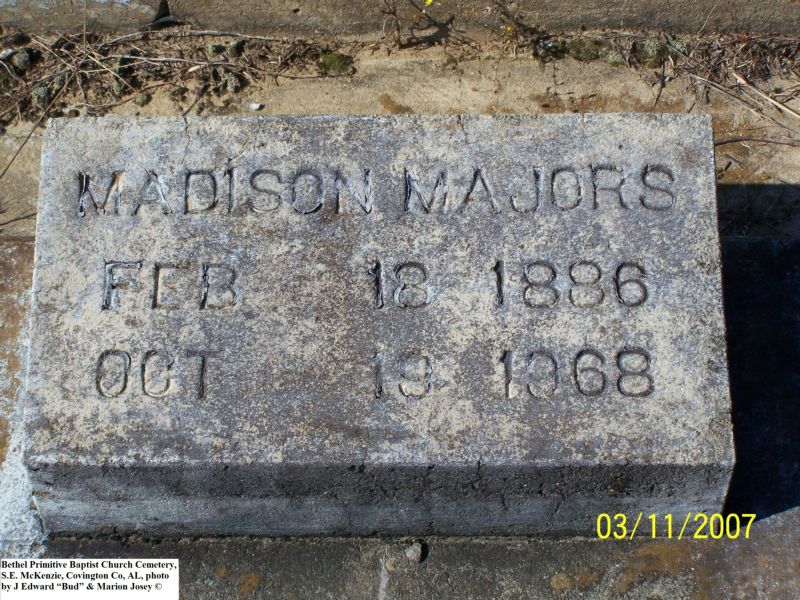 MADISON MAJORS
FEB 18 1886
OCT 19 1968
03/11/2007
Bethel Primitive Baptist Church Cemetery,
S.E. McKenzie, Covington Co, AL, photo
by J Edward “Bud” & Marion Josey ©